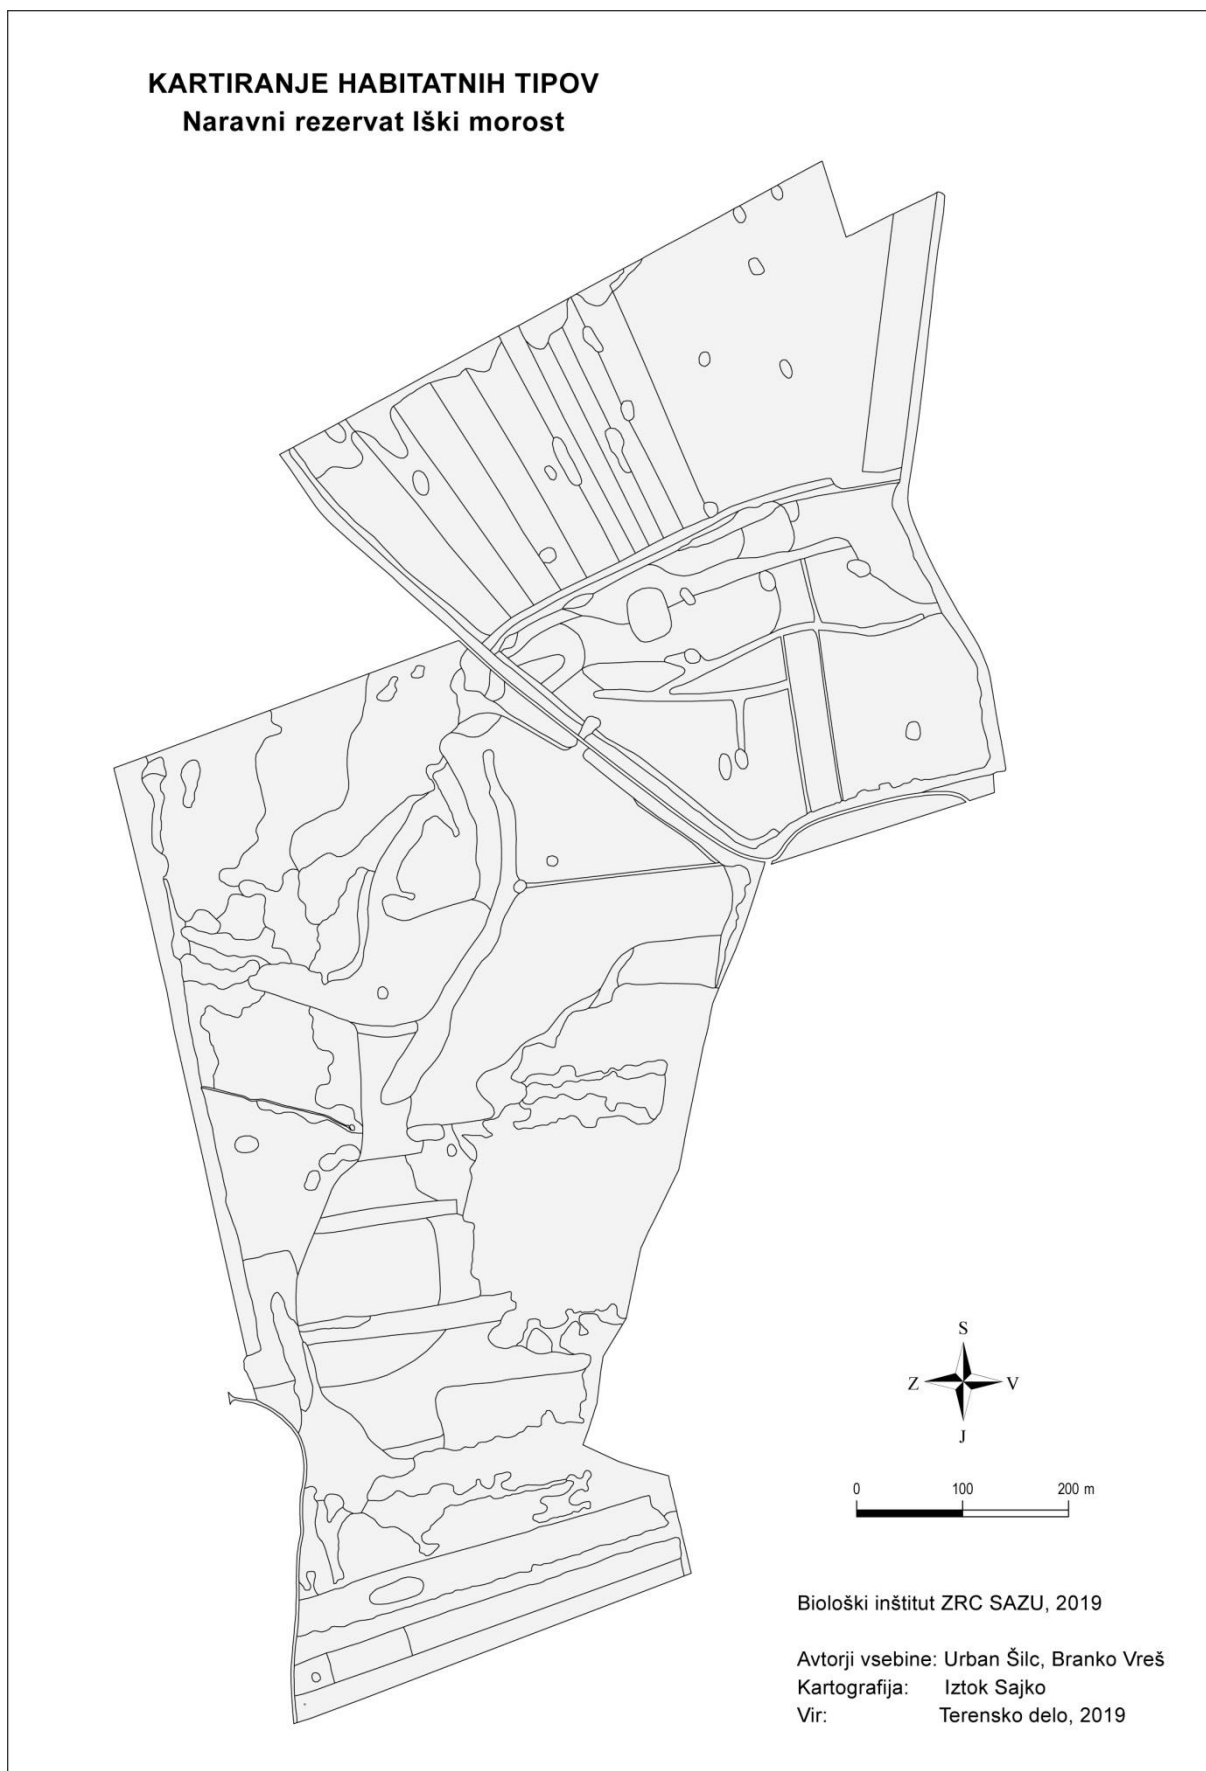 KARTIRANJE HABITATNIH TIPOV
Naravni rezervat Iški morost
S
Z V
J
0 100 200 m
Biološki inštitut ZRC SAZU, 2019
Avtorji vsebine: Urban Šilc, Branko Vreš
Kartografija: Iztok Sajko
Vir: Terensko delo, 2019